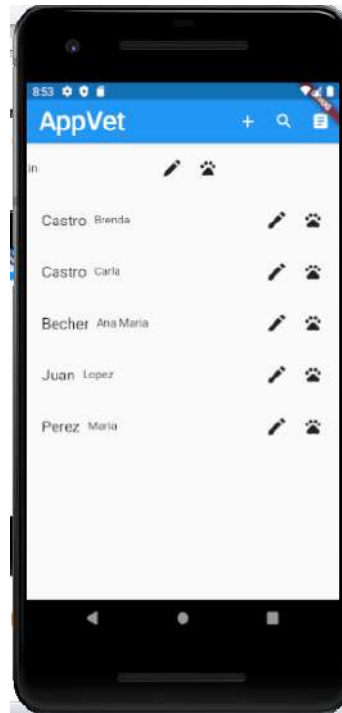 8:53
AppVet
in
Castro Brenda
Castro Carla
Becher Ana Maria
Juan Lopez
Perez Maria